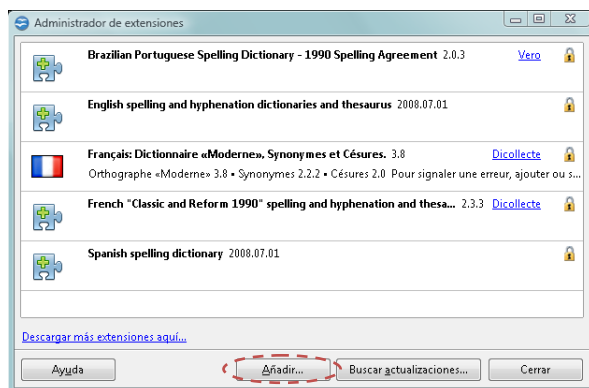 Administrador de extensiones
Brazilian Portuguese Spelling Dictionary - 1990 Spelling Agreement 2.0.3 Vero
English spelling and hyphenation dictionaries and thesaurus 2008.07.01
Français: Dictionnaire «Moderne», Synonymes et Césures. 3.8 Dicollecte
Orthographe «Moderne» 3.8 • Synonymes 2.2.2 • Césures 2.0 Pour signaler une erreur, ajouter ou s...
French "Classic and Reform 1990" spelling and hyphenation and thesa... 2.3.3 Dicollecte
Spanish spelling dictionary 2008.07.01
Descargar más extensiones aquí...
Ayuda Añadir... Buscar actualizaciones... Cerrar